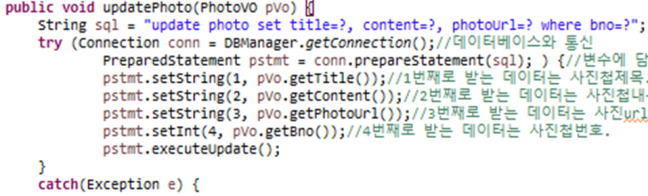 public void updatePhoto(PhotoVO pVo) {
String sql = "update photo set title=?, content=?, photoUrl=? where bno=?";
try (Connection conn = DBManager.getConnection();//데이터베이스와 통신
PreparedStatement pstmt = conn.prepareStatement(sql); ) {//변수에 담
pstmt.setString(1, pVo.getTitle());//1번째로 받는 데이터는 사진첩제목.
pstmt.setString(2, pVo.getContent());//2번째로 받는 데이터는 사진첩내
pstmt.setString(3, pVo.getPhotoUrl());//3번째로 받는 데이터는 사진url
pstmt.setInt(4, pVo.getBno());//4번째로 받는 데이터는 사진첩번호.
pstmt.executeUpdate();
}
catch(Exception e) {